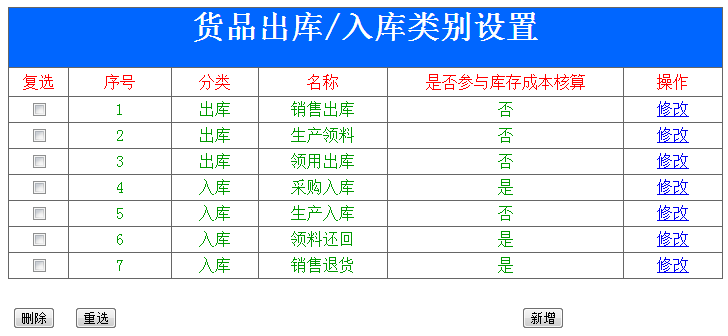 货品出库/入库类别设置
复选 序号 分类 名称 是否参与库存成本核算 操作
1 出库 销售出库 否 修改
2 出库 生产领料 否 修改
3 出库 领用出库 否 修改
4 入库 采购入库 是 修改
5 入库 生产入库 否 修改
6 入库 领料还回 是 修改
7 入库 销售退货 是 修改
删除 重选 新增